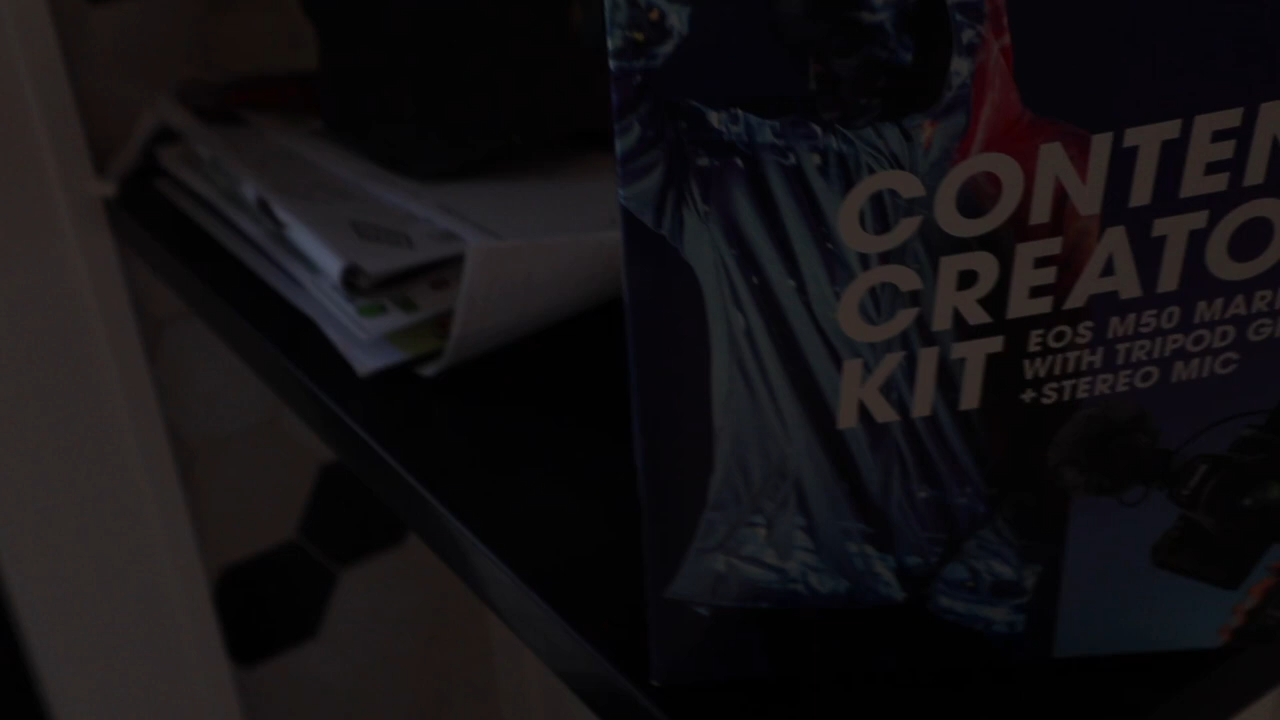 CONTEN
CREATO
KIT
EOS M50 MAR
WITH TRIPOD G
+STEREO MIC